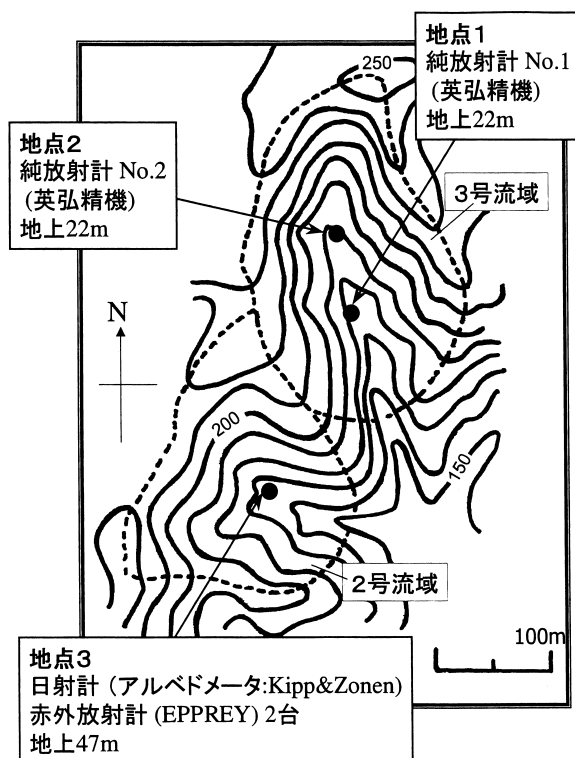 地点1
純放射計 No.1
(英弘精機)
地上22m
250
地点2
純放射計 No.2
(英弘精機)
地上22m
3号流域
N
200
150
2号流域
100m
地点3
日射計 (アルベドメータ:Kipp&Zonen)
赤外放射計 (EPPREY) 2台
地上47m